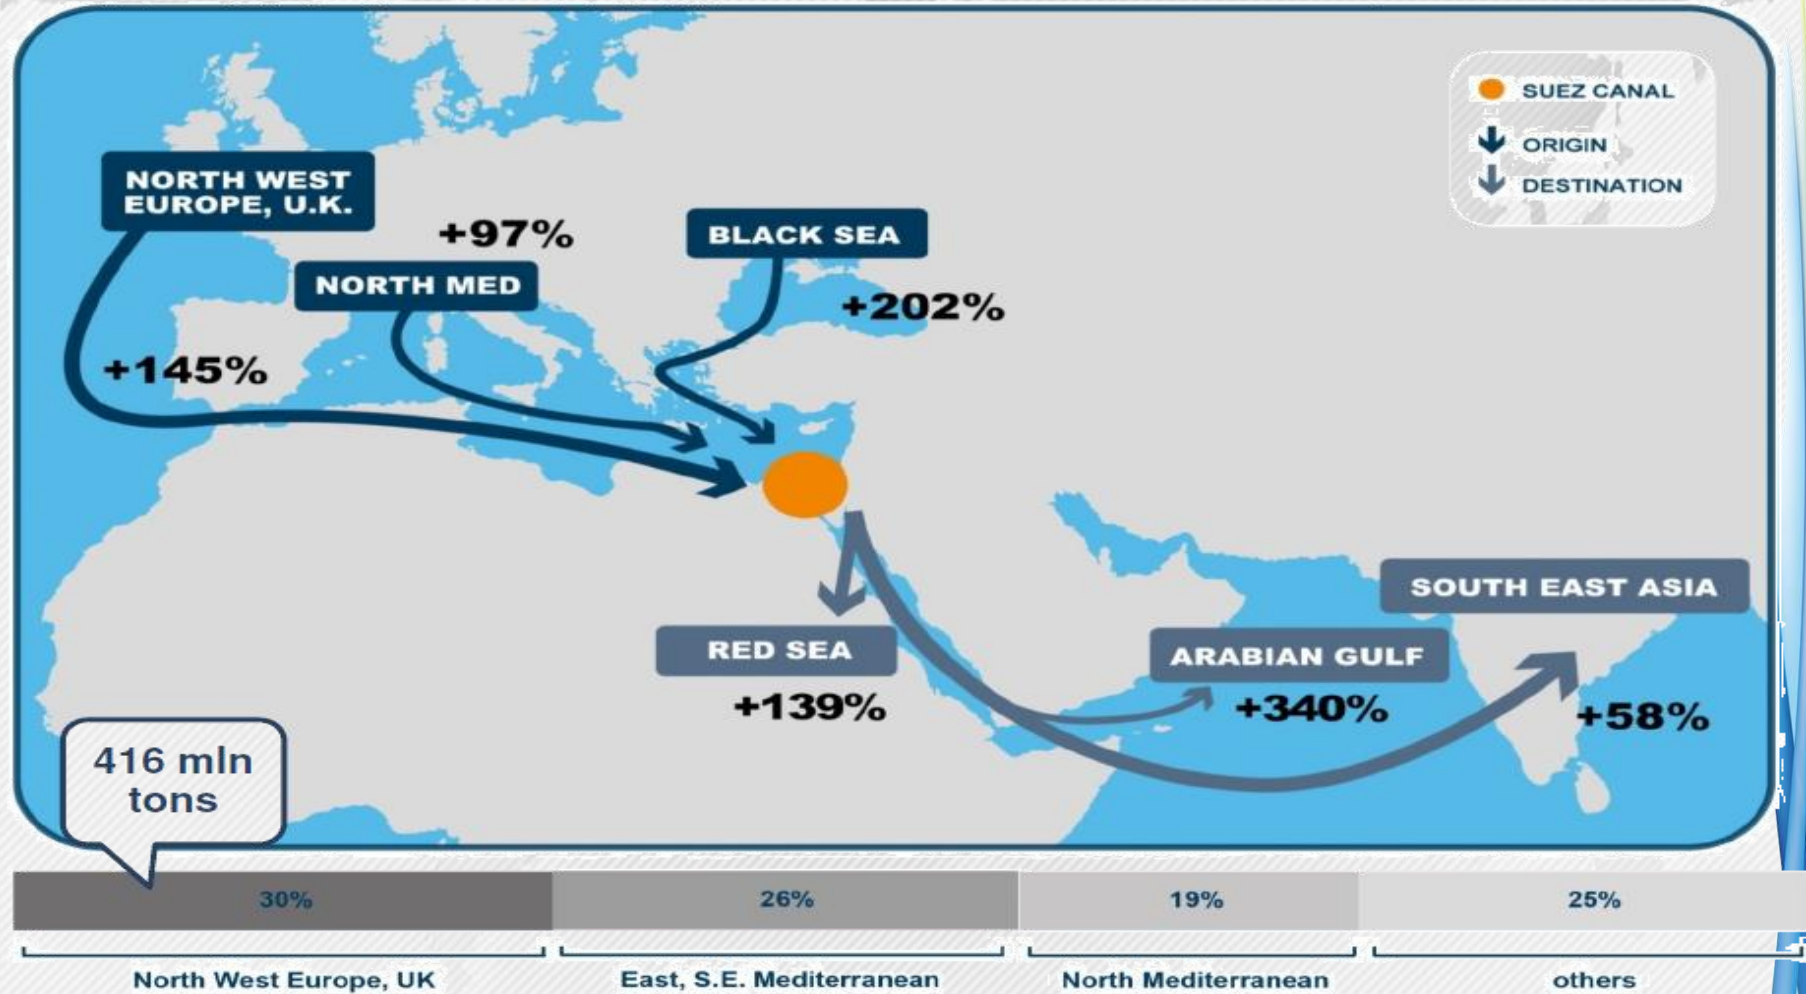 SUEZ CANAL
ORIGIN
DESTINATION
NORTH WEST
EUROPE, U.K.
+97%
BLACK SEA
NORTH MED
+202%
+145%
SOUTH EAST ASIA
RED SEA
ARABIAN GULF
+139%
+340%
+58%
416 mln
tons
30%
26%
19%
25%
North West Europe, UK
East, S.E. Mediterranean
North Mediterranean
others